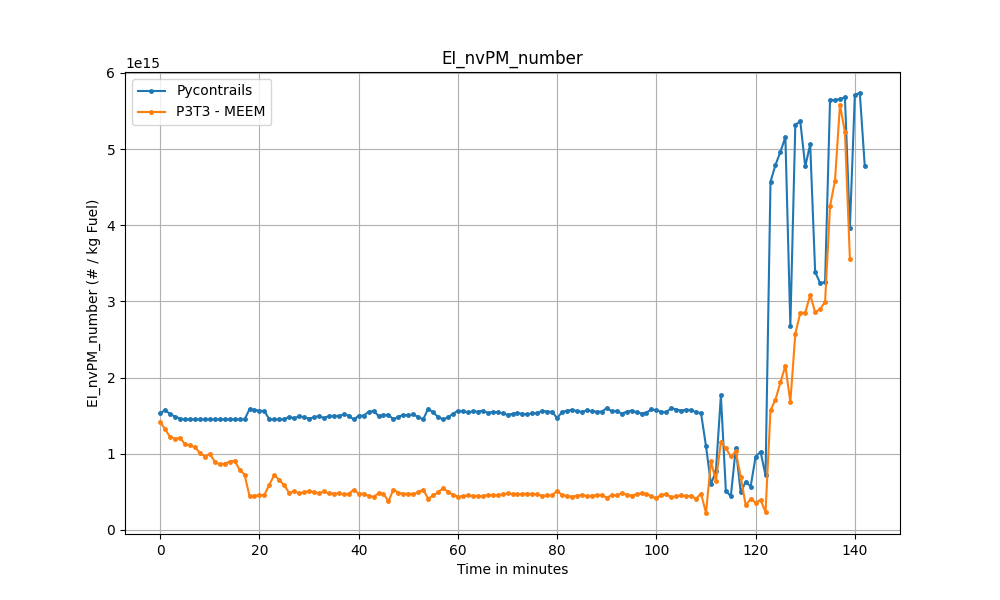 EI_nvPM_number
1e15
6
5
4
3
2
1
0
EI_nvPM_number (# / kg Fuel)
Pycontrails
P3T3 - MEEM
0 20 40 60 80 100 120 140
Time in minutes